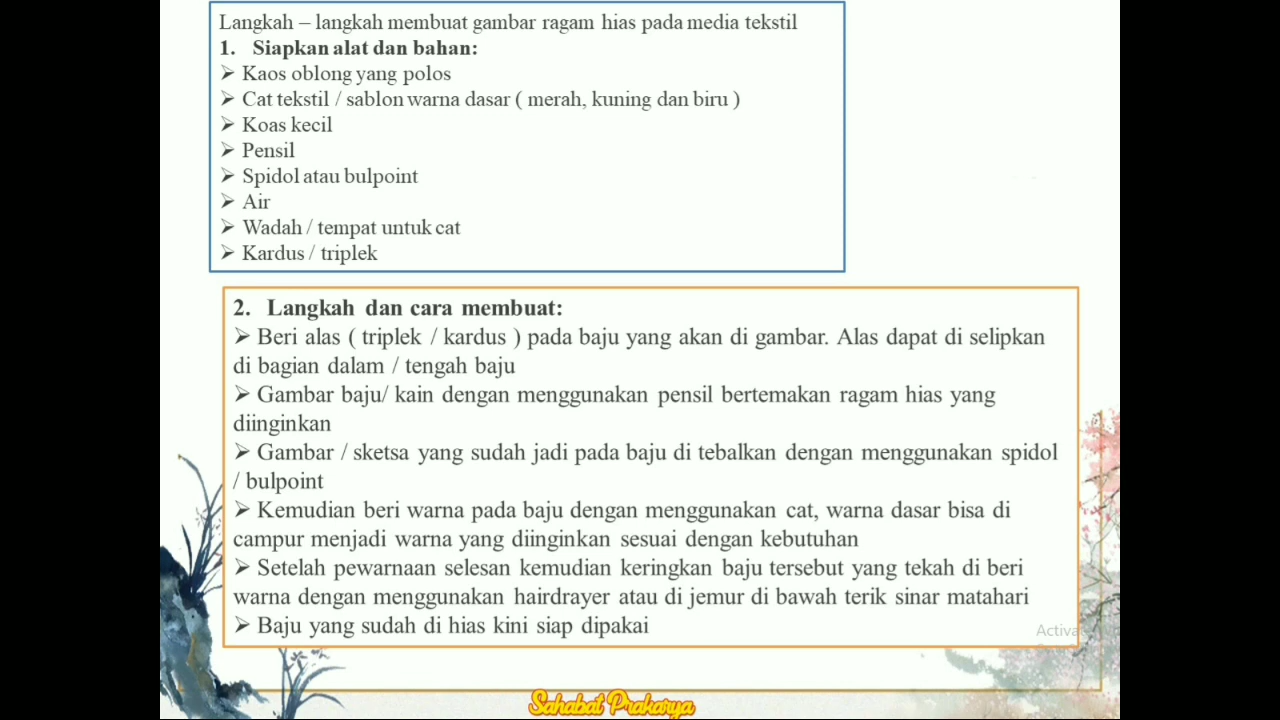 Langkah – langkah membuat gambar ragam hias pada media tekstil
1. Siapkan alat dan bahan:
➢ Kaos oblong yang polos
➢ Cat tekstil / sablon warna dasar ( merah, kuning dan biru )
➢ Koas kecil
➢ Pensil
➢ Spidol atau bulpoint
➢ Air
➢ Wadah / tempat untuk cat
➢ Kardus / triplek
2. Langkah dan cara membuat:
➢ Beri alas ( triplek / kardus ) pada baju yang akan di gambar. Alas dapat di selipkan
di bagian dalam / tengah baju
➢ Gambar baju/ kain dengan menggunakan pensil bertemakan ragam hias yang
diinginkan
➢ Gambar / sketsa yang sudah jadi pada baju di tebalkan dengan menggunakan spidol
/ bulpoint
➢ Kemudian beri warna pada baju dengan menggunakan cat, warna dasar bisa di
campur menjadi warna yang diinginkan sesuai dengan kebutuhan
➢ Setelah pewarnaan selesan kemudian keringkan baju tersebut yang tekah di beri
warna dengan menggunakan hairdrayer atau di jemur di bawah terik sinar matahari
➢ Baju yang sudah di hias kini siap dipakai
Sahabat Prakarya